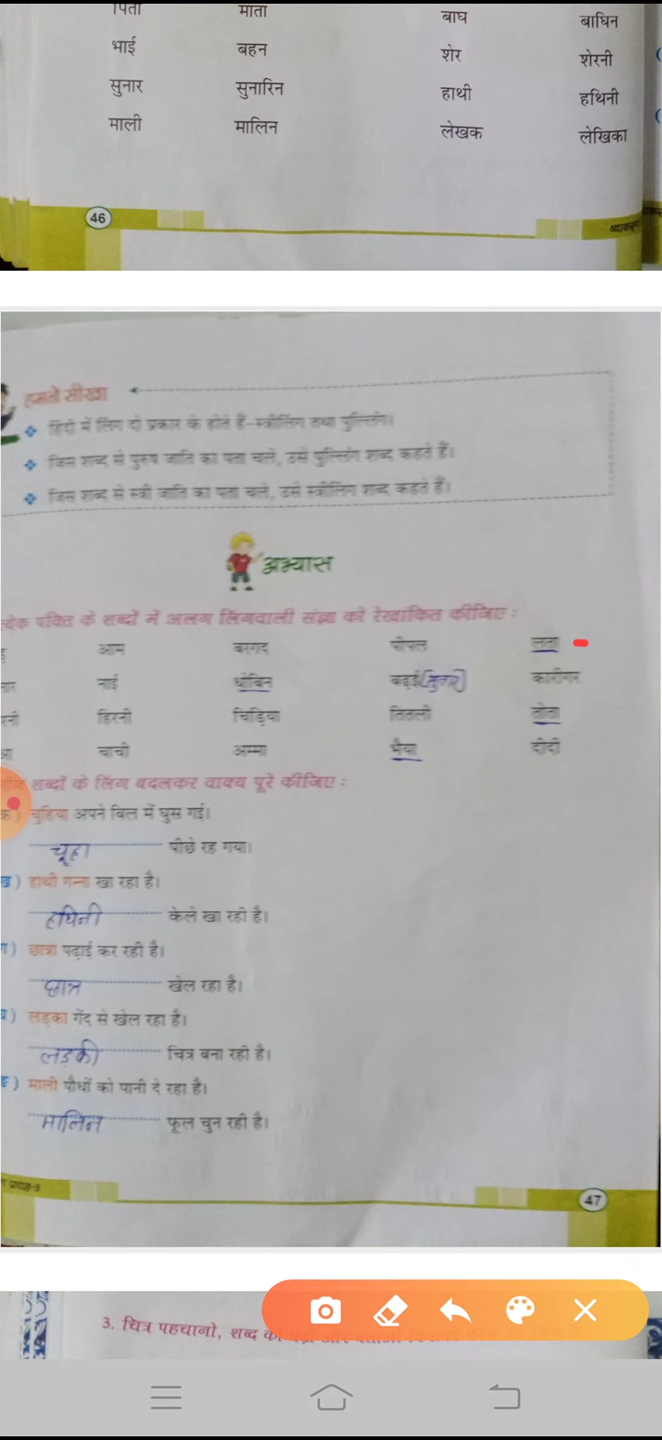 पिता माता बाघ बाघिन
भाई बहन शेर शेरनी
सुनार सुनारिन हाथी हथिनी
माली मालिन लेखक लेखिका
46
हमने सीखा
हिंदी में लिंग दो प्रकार के होते हैं-स्त्रीलिंग तथा पुल्लिंग।
जिस शब्द से पुरुष जाति का पता चले, उसे पुल्लिंग शब्द कहते हैं।
जिस शब्द से स्त्री जाति का पता चले, उसे स्त्रीलिंग शब्द कहते हैं।
अभ्यास
पंक्ति के शब्दों में अलग लिंगवाली संज्ञा को रेखांकित कीजिए :
आम बरगद पीपल लता
नाई धोबिन बढ़ई कारीगर
हिरनी चिड़िया तितली तोता
चाची अम्मा भैया दीदी
शब्दों के लिंग बदलकर वाक्य पूरे कीजिए :
क) चुहिया अपने बिल में घुस गई।
चूहा पीछे रह गया।
ख) हाथी गन्ना खा रहा है।
हथिनी केले खा रही है।
ग) छात्रा पढ़ाई कर रही है।
छात्र खेल रहा है।
घ) लड़का गेंद से खेल रहा है।
लड़की चित्र बना रही है।
ङ) माली पौधों को पानी दे रहा है।
मालिन फूल चुन रही है।
47
3. चित्र पहचानो, शब्द